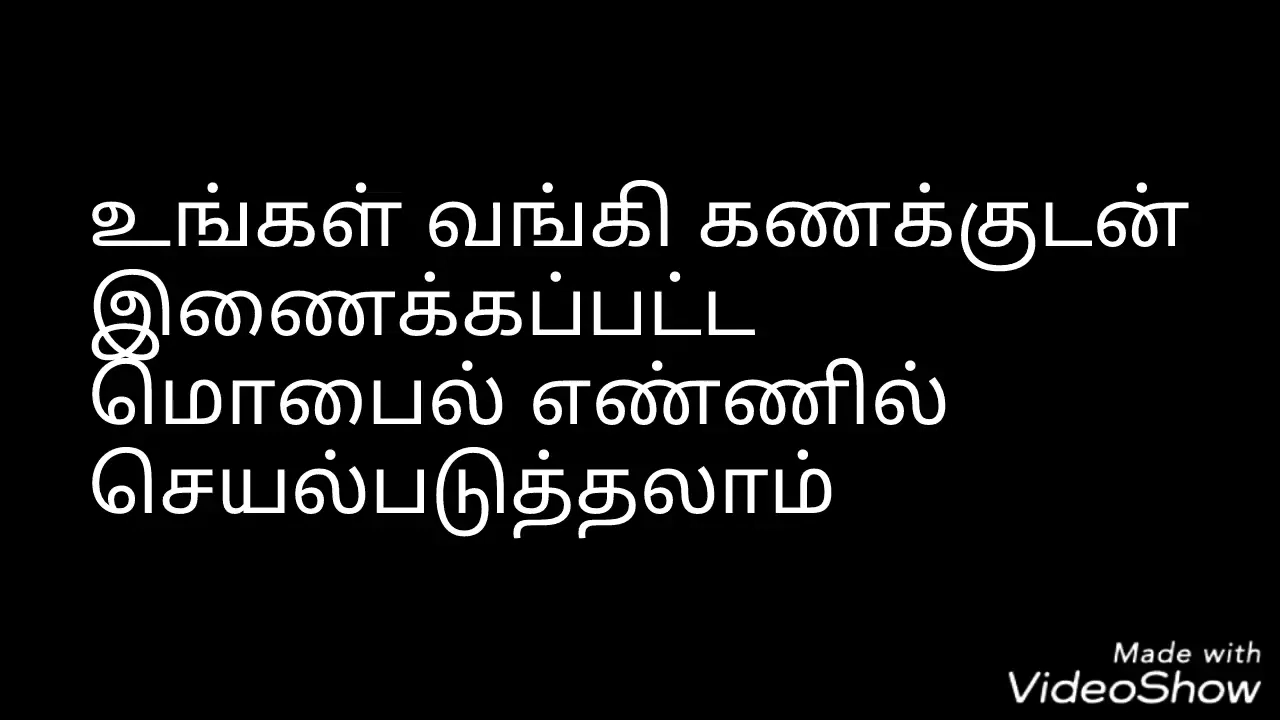 உங்கள் வங்கி கணக்குடன்
இணைக்கப்பட்ட
மொபைல் எண்ணில்
செயல்படுத்தலாம்
Made with
VideoShow